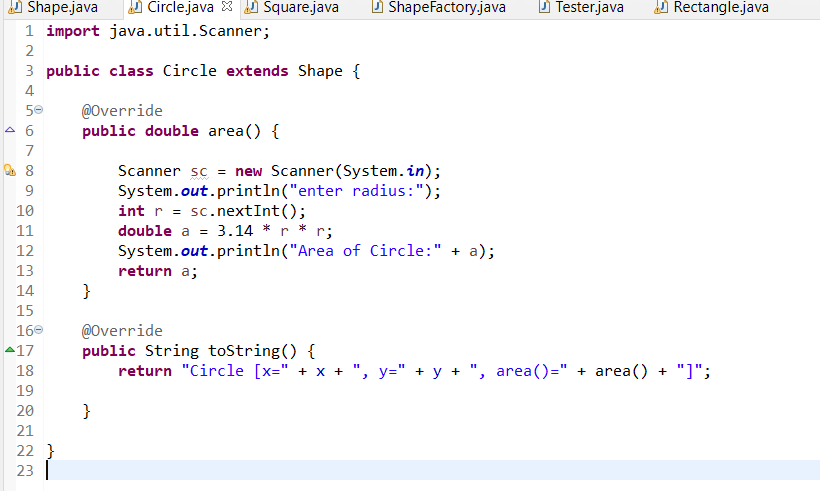 Shape.java Circle.java Square.java ShapeFactory.java Tester.java Rectangle.java
1 import java.util.Scanner;
2
3 public class Circle extends Shape {
4
5 @Override
6 public double area() {
7
8 Scanner sc = new Scanner(System.in);
9 System.out.println("enter radius:");
10 int r = sc.nextInt();
11 double a = 3.14 * r * r;
12 System.out.println("Area of Circle:" + a);
13 return a;
14 }
15
16 @Override
17 public String toString() {
18 return "Circle [x=" + x + ", y=" + y + ", area()=" + area() + "]";
19
20 }
21
22 }
23